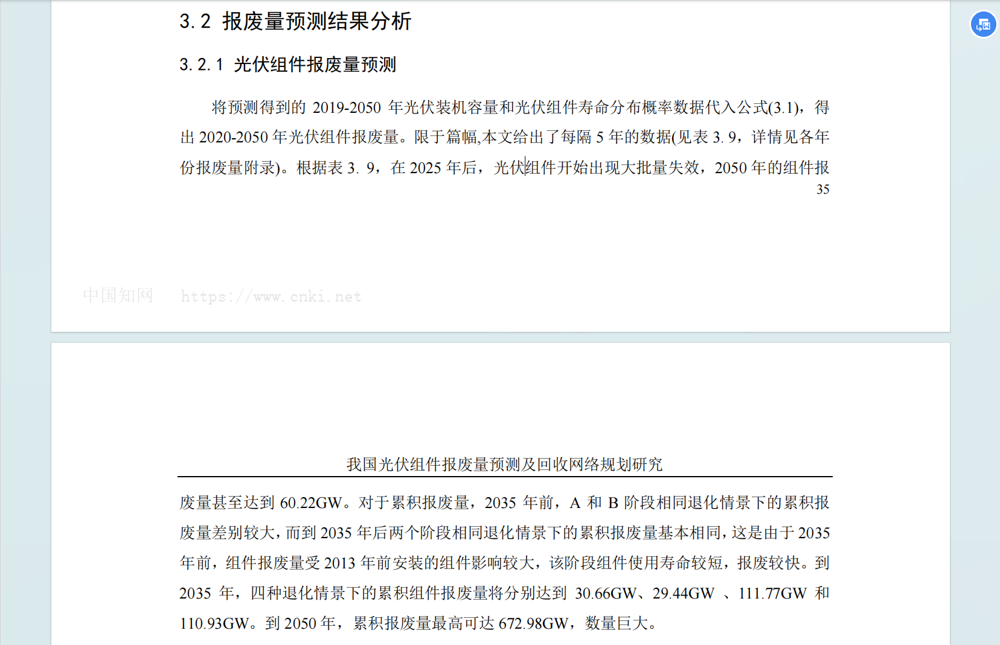 3.2 报废量预测结果分析
3.2.1 光伏组件报废量预测
将预测得到的 2019-2050 年光伏装机容量和光伏组件寿命分布概率数据代入公式(3.1)，得
出 2020-2050 年光伏组件报废量。限于篇幅,本文给出了每隔 5 年的数据(见表 3. 9，详情见各年
份报废量附录)。根据表 3. 9，在 2025 年后，光伏组件开始出现大批量失效，2050 年的组件报
35
中国知网 https://www.cnki.net
我国光伏组件报废量预测及回收网络规划研究
废量甚至达到 60.22GW。对于累积报废量，2035 年前，A 和 B 阶段相同退化情景下的累积报
废量差别较大，而到 2035 年后两个阶段相同退化情景下的累积报废量基本相同，这是由于 2035
年前，组件报废量受 2013 年前安装的组件影响较大，该阶段组件使用寿命较短，报废较快。到
2035 年，四种退化情景下的累积组件报废量将分别达到 30.66GW、29.44GW 、111.77GW 和
110.93GW。到 2050 年，累积报废量最高可达 672.98GW，数量巨大。